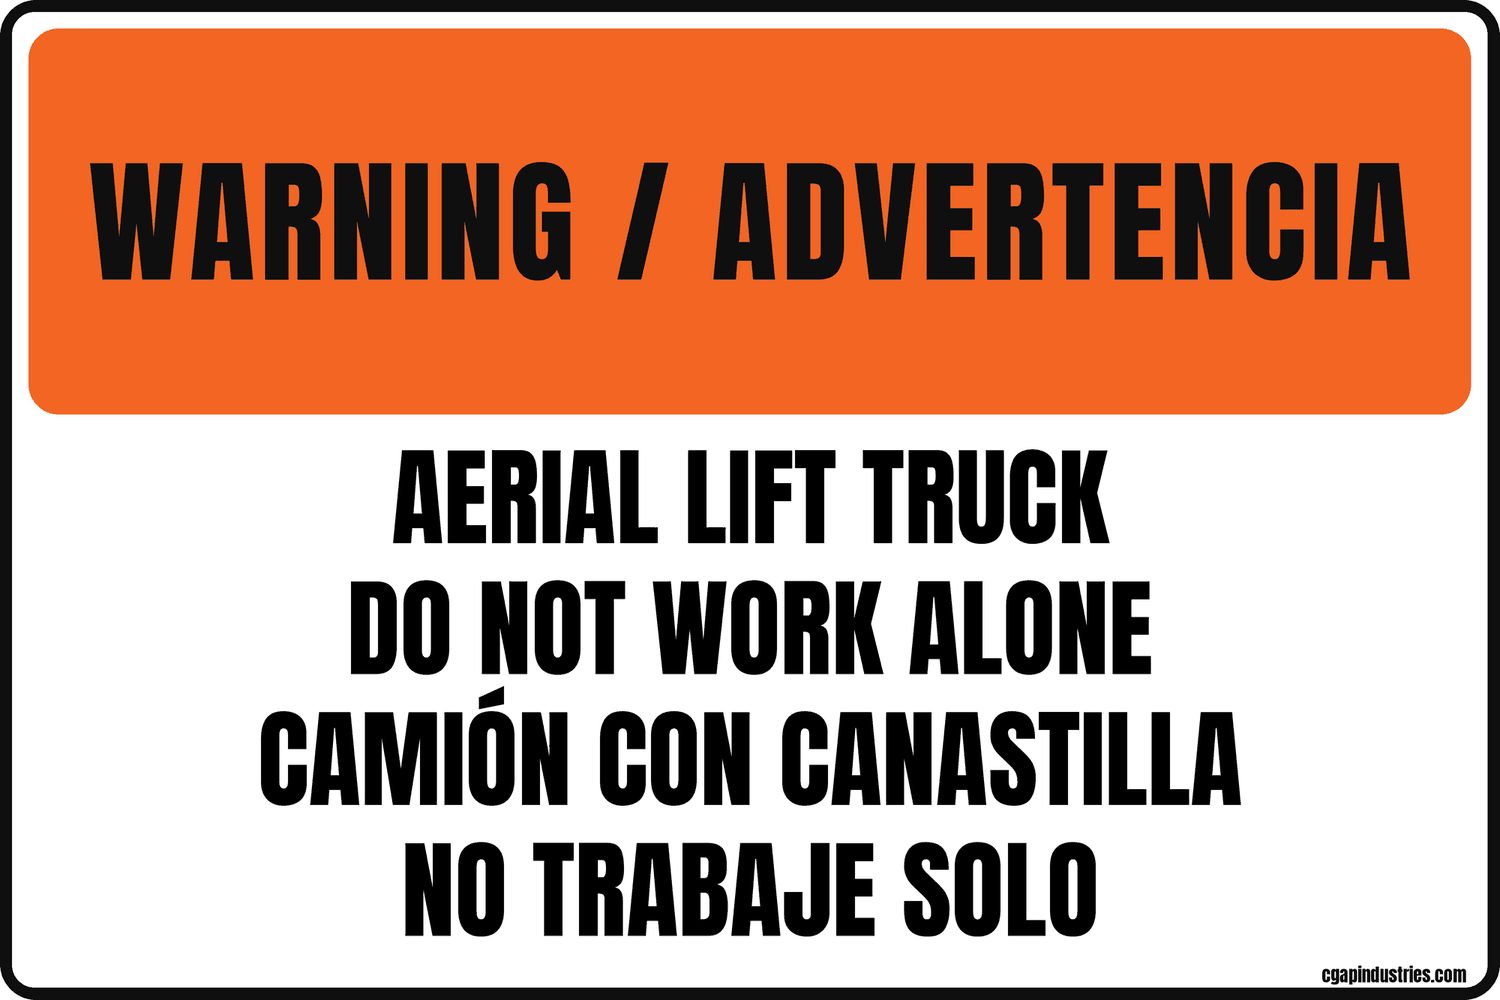 WARNING / ADVERTENCIA
AERIAL LIFT TRUCK
DO NOT WORK ALONE
CAMIÓN CON CANASTILLA
NO TRABAJE SOLO
cgapindustries.com